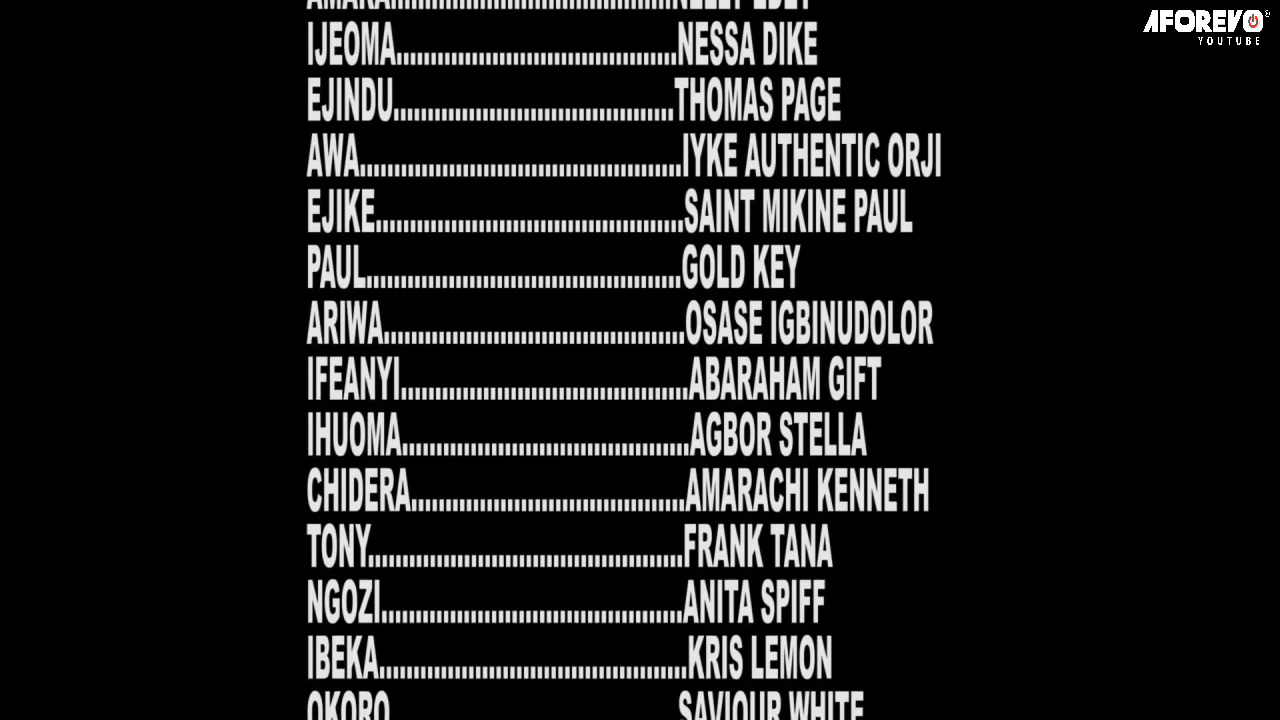 AFOREVO
YOUTUBE
IJEOMA.........................................NESSA DIKE
EJINDU.........................................THOMAS PAGE
AWA...............................................IYKE AUTHENTIC ORJI
EJIKE.............................................SAINT MIKINE PAUL
PAUL..............................................GOLD KEY
ARIWA............................................OSASE IGBINUDOLOR
IFEANYI..........................................ABARAHAM GIFT
IHUOMA..........................................AGBOR STELLA
CHIDERA........................................AMARACHI KENNETH
TONY..............................................FRANK TANA
NGOZI............................................ANITA SPIFF
IBEKA.............................................KRIS LEMON
OKORO SAVIOUR WHITE